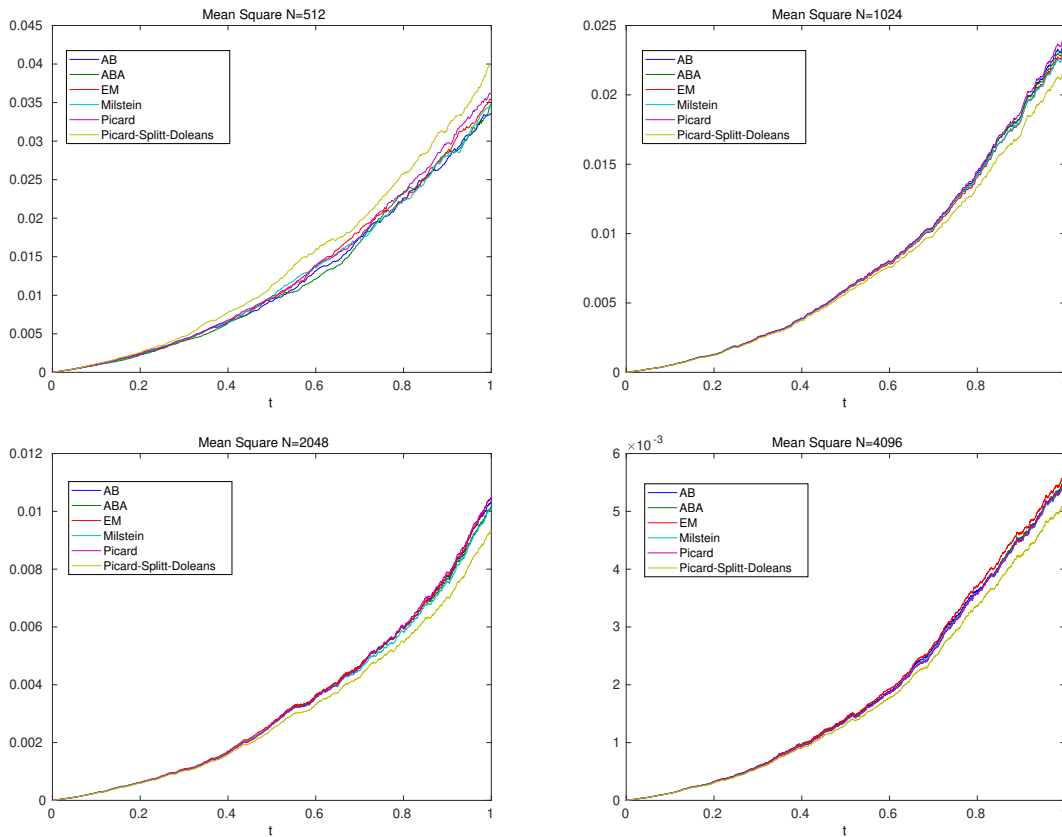 Mean Square N=512
0.045
0.04
0.035
0.03
0.025
0.02
0.015
0.01
0.005
0
AB
ABA
EM
Milstein
Picard
Picard-Splitt-Doleans
0 0.2 0.4 0.6 0.8 1
t
Mean Square N=1024
0.025
0.02
0.015
0.01
0.005
0
AB
ABA
EM
Milstein
Picard
Picard-Splitt-Doleans
0 0.2 0.4 0.6 0.8
t
Mean Square N=2048
0.012
0.01
0.008
0.006
0.004
0.002
0
AB
ABA
EM
Milstein
Picard
Picard-Splitt-Doleans
0 0.2 0.4 0.6 0.8 1
t
Mean Square N=4096
×10⁻³
6
5
4
3
2
1
0
AB
ABA
EM
Milstein
Picard
Picard-Splitt-Doleans
0 0.2 0.4 0.6 0.8
t